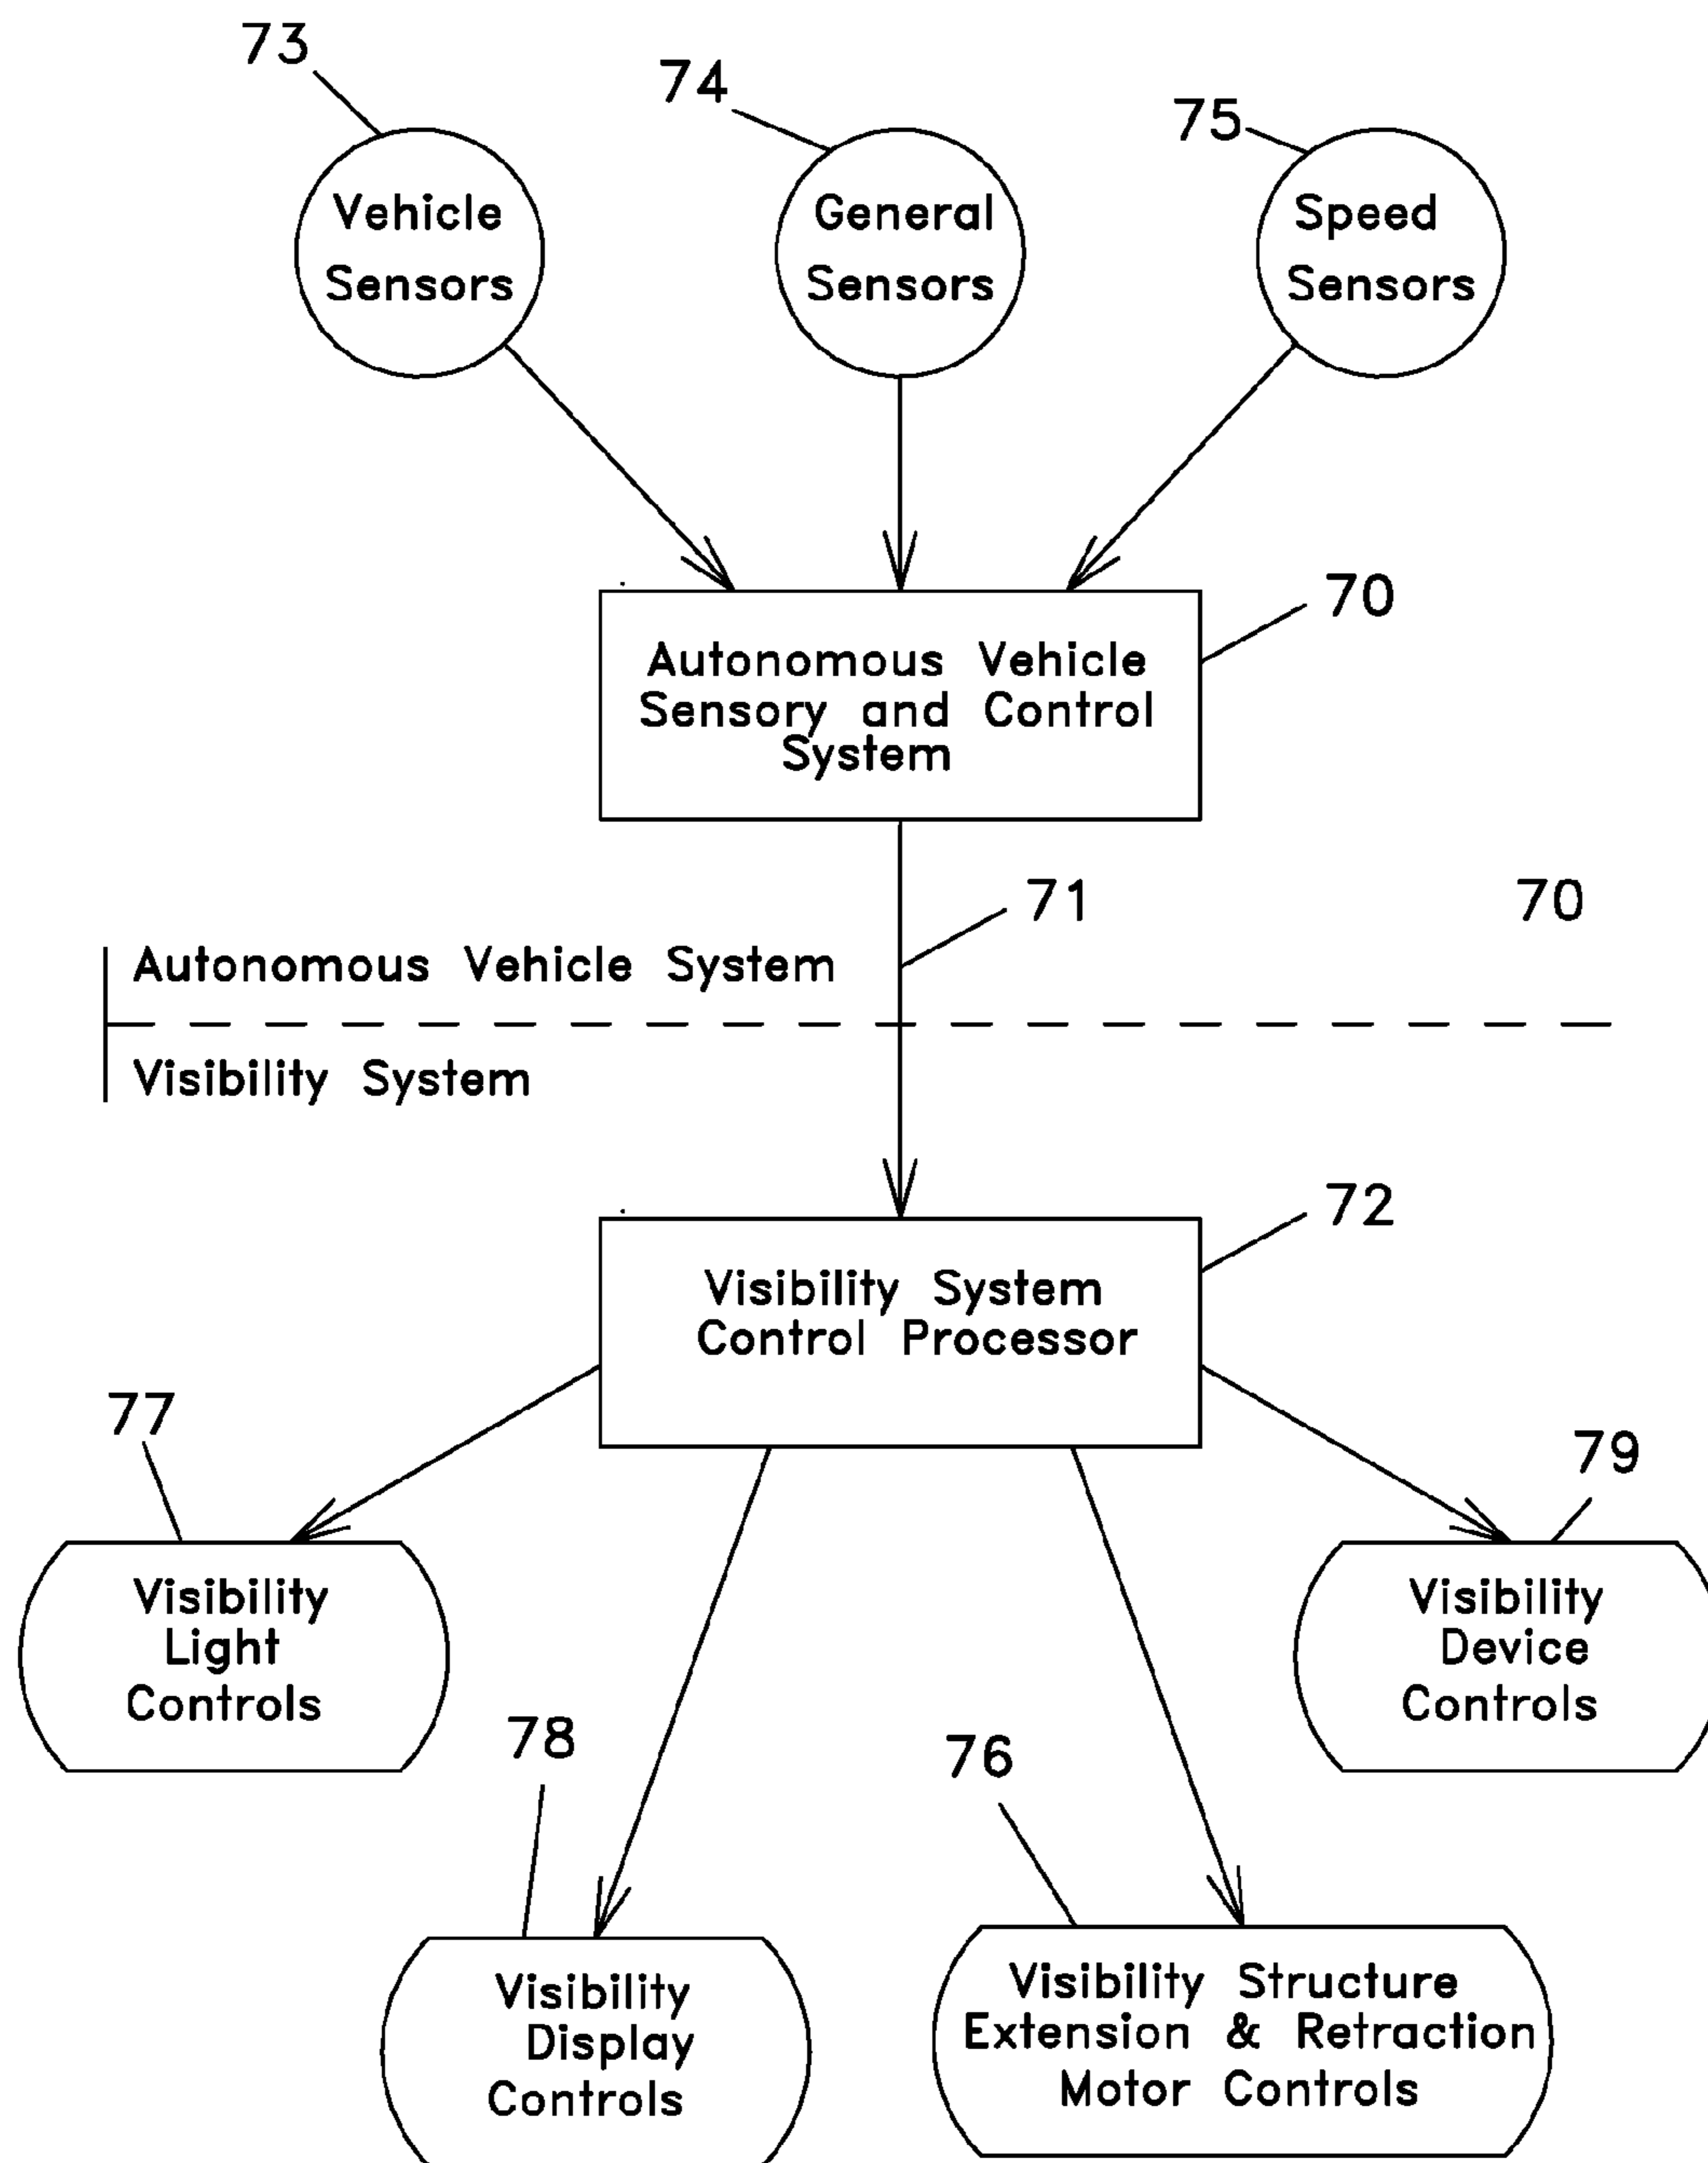 73
74
75
Vehicle
Sensors
General
Sensors
Speed
Sensors
70
Autonomous Vehicle
Sensory and Control
System
71
70
Autonomous Vehicle System
Visibility System
72
Visibility System
Control Processor
77
79
Visibility
Light
Controls
Visibility
Device
Controls
78
76
Visibility
Display
Controls
Visibility Structure
Extension & Retraction
Motor Controls